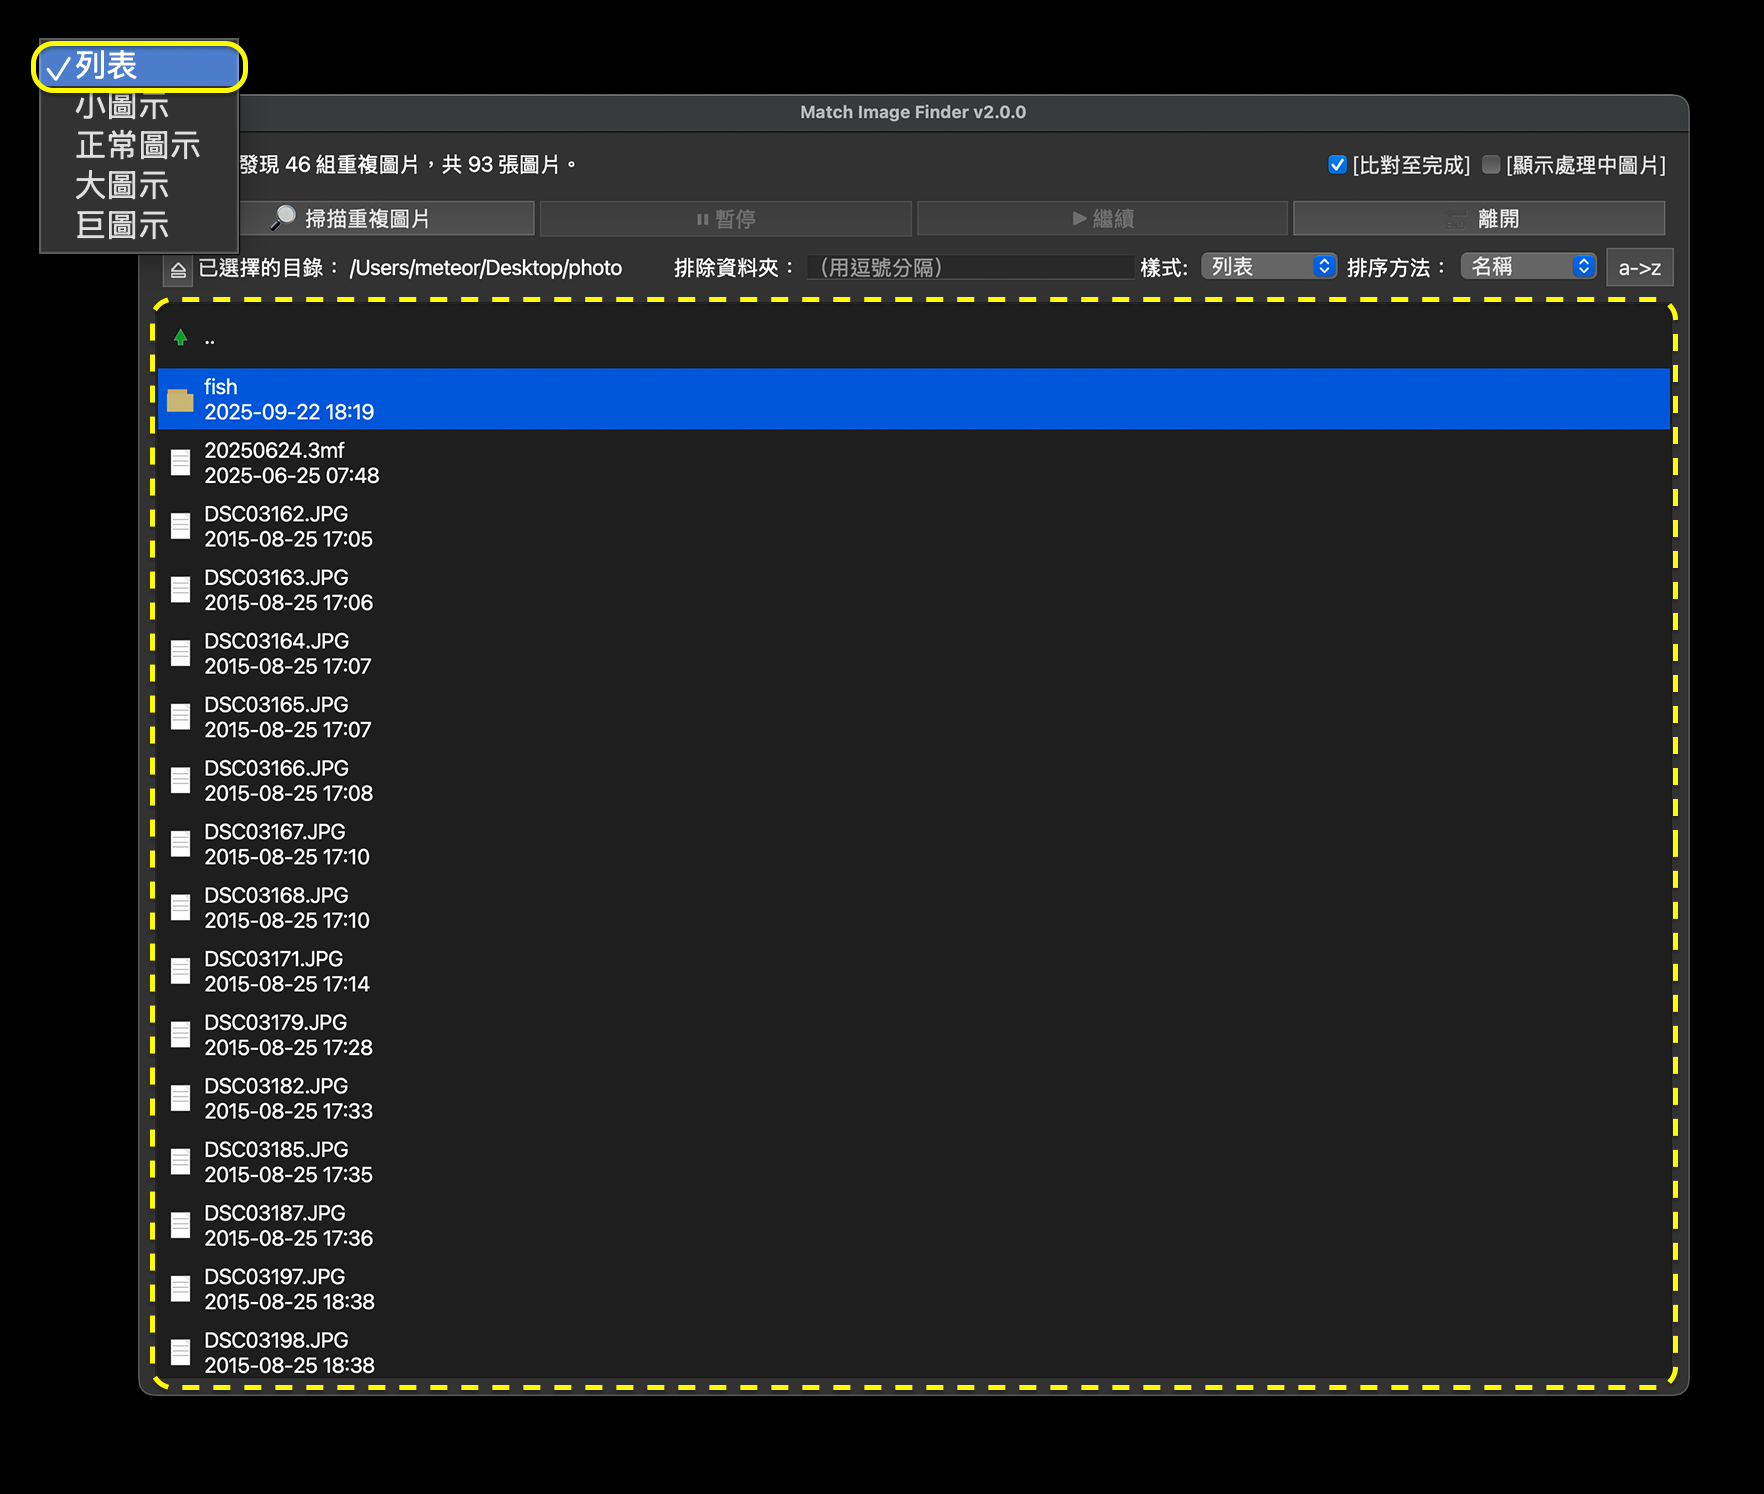 ✓列表
小圖示
正常圖示
大圖示
巨圖示
Match Image Finder v2.0.0
發現 46 組重複圖片，共 93 張圖片。
[比對至完成] [顯示處理中圖片]
掃描重複圖片 暫停 繼續 離開
已選擇的目錄： /Users/meteor/Desktop/photo 排除資料夾： （用逗號分隔） 樣式: 列表 排序方法： 名稱 a->z
..
fish
2025-09-22 18:19
20250624.3mf
2025-06-25 07:48
DSC03162.JPG
2015-08-25 17:05
DSC03163.JPG
2015-08-25 17:06
DSC03164.JPG
2015-08-25 17:07
DSC03165.JPG
2015-08-25 17:07
DSC03166.JPG
2015-08-25 17:08
DSC03167.JPG
2015-08-25 17:10
DSC03168.JPG
2015-08-25 17:10
DSC03171.JPG
2015-08-25 17:14
DSC03179.JPG
2015-08-25 17:28
DSC03182.JPG
2015-08-25 17:33
DSC03185.JPG
2015-08-25 17:35
DSC03187.JPG
2015-08-25 17:36
DSC03197.JPG
2015-08-25 18:38
DSC03198.JPG
2015-08-25 18:38